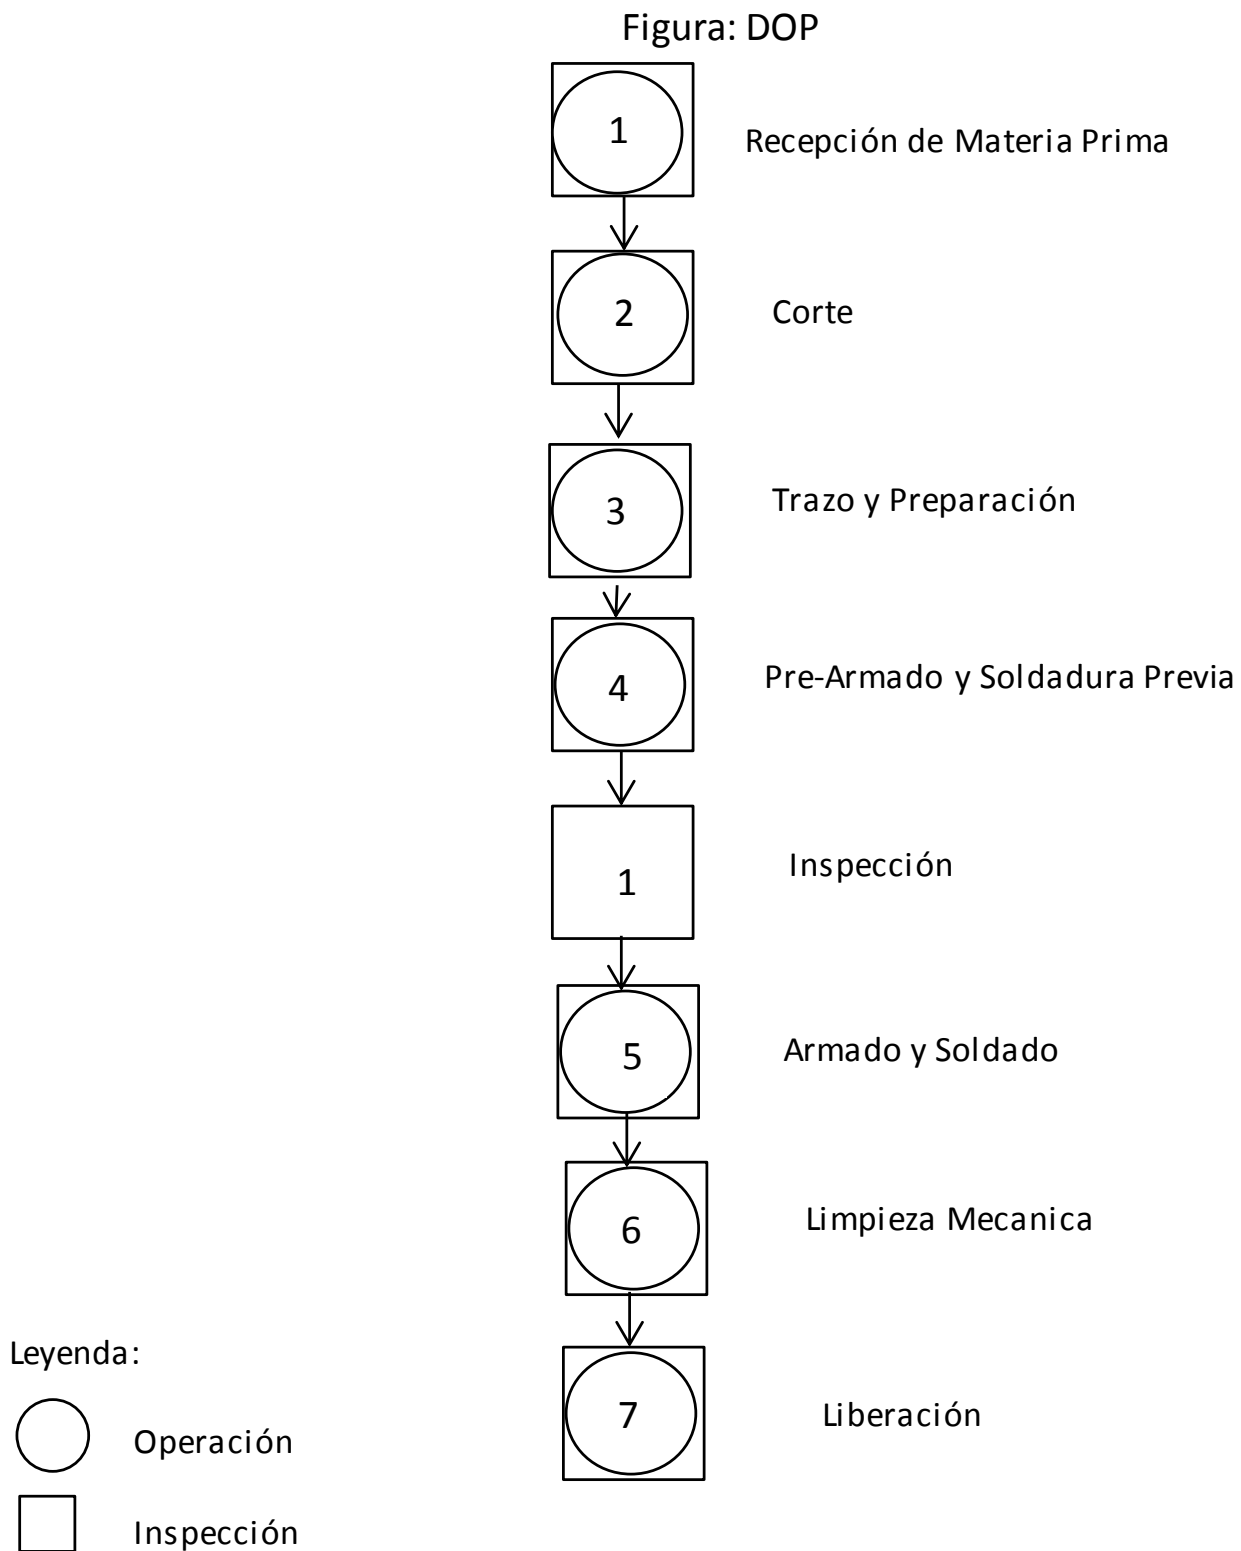 Figura: DOP
1
Recepción de Materia Prima
2
Corte
3
Trazo y Preparación
4
Pre-Armado y Soldadura Previa
1
Inspección
5
Armado y Soldado
6
Limpieza Mecanica
7
Liberación
Leyenda:
Operación
Inspección